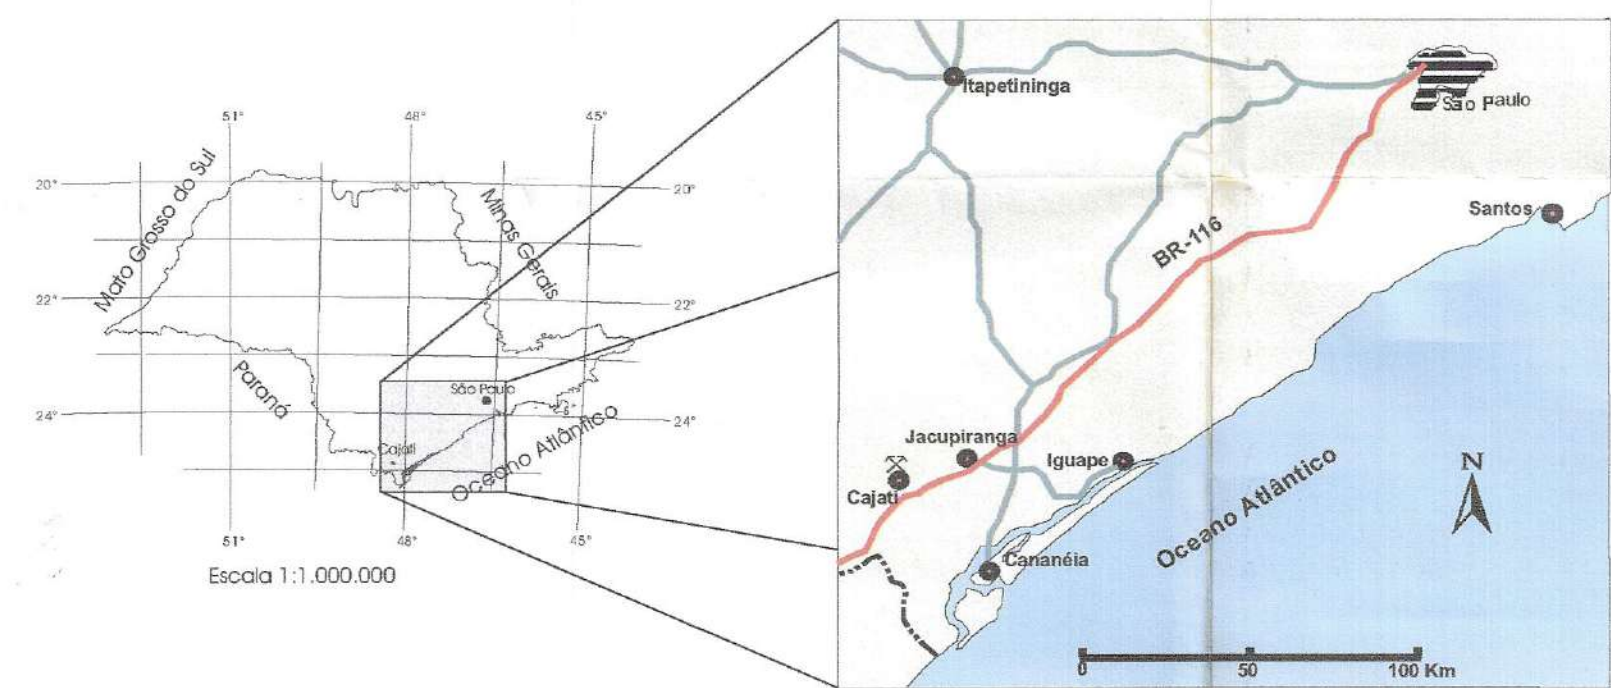 51°
48°
45°
20°
20°
Mato Grosso do Sul
Minas Gerais
22°
22°
Paraná
São Paulo
24°
24°
Cajati
Oceano Atlântico
51°
48°
45°
Escala 1:1.000.000
Itapetininga
São Paulo
Santos
BR-116
Jacupiranga
Iguape
Cajati
N
Oceano Atlântico
Cananéia
0
50
100 Km